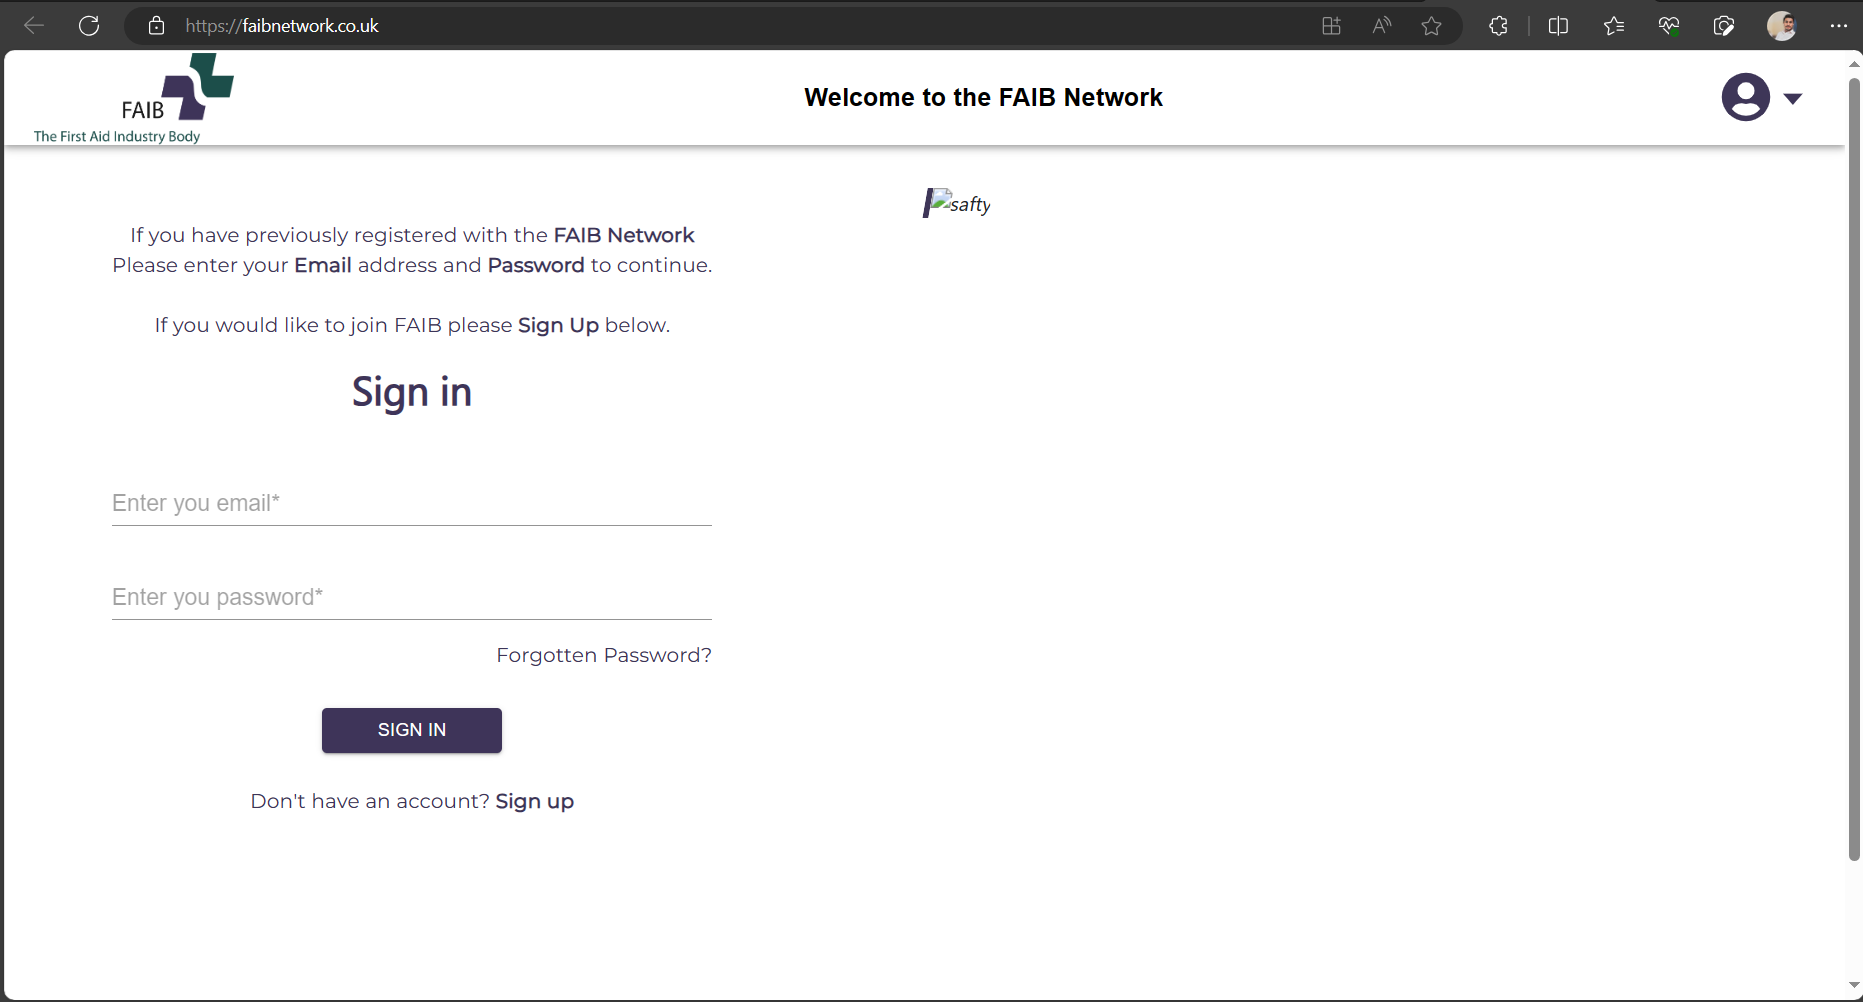 https://faibnetwork.co.uk
FAIB
The First Aid Industry Body
Welcome to the FAIB Network
safty
If you have previously registered with the FAIB Network
Please enter your Email address and Password to continue.
If you would like to join FAIB please Sign Up below.
Sign in
Enter you email*
Enter you password*
Forgotten Password?
SIGN IN
Don't have an account? Sign up